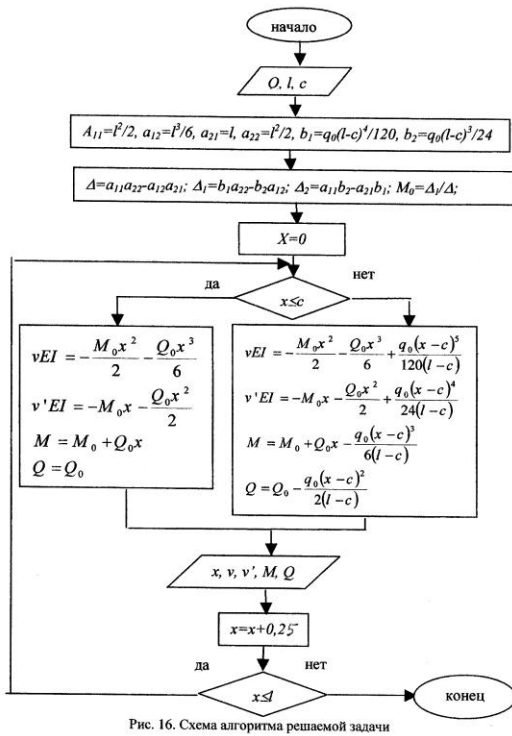 начало
Q, l, c
A₁₁=l²/2, a₁₂=l³/6, a₂₁=l, a₂₂=l²/2, b₁=q₀(l-c)⁴/120, b₂=q₀(l-c)³/24
Δ=a₁₁a₂₂-a₁₂a₂₁; Δ₁=b₁a₂₂-b₂a₁₂; Δ₂=a₁₁b₂-a₂₁b₁; M₀=Δ₁/Δ;
X=0
да
нет
x≤c
vEI = -M₀x²/2 - Q₀x³/6
v'EI = -M₀x - Q₀x²/2
M = M₀ + Q₀x
Q = Q₀
vEI = -M₀x²/2 - Q₀x³/6 + q₀(x-c)⁵/120(l-c)
v'EI = -M₀x - Q₀x²/2 + q₀(x-c)⁴/24(l-c)
M = M₀ + Q₀x - q₀(x-c)³/6(l-c)
Q = Q₀ - q₀(x-c)²/2(l-c)
x, v, v', M, Q
x=x+0,25
да
нет
x≤l
конец
Рис. 16. Схема алгоритма решаемой задачи